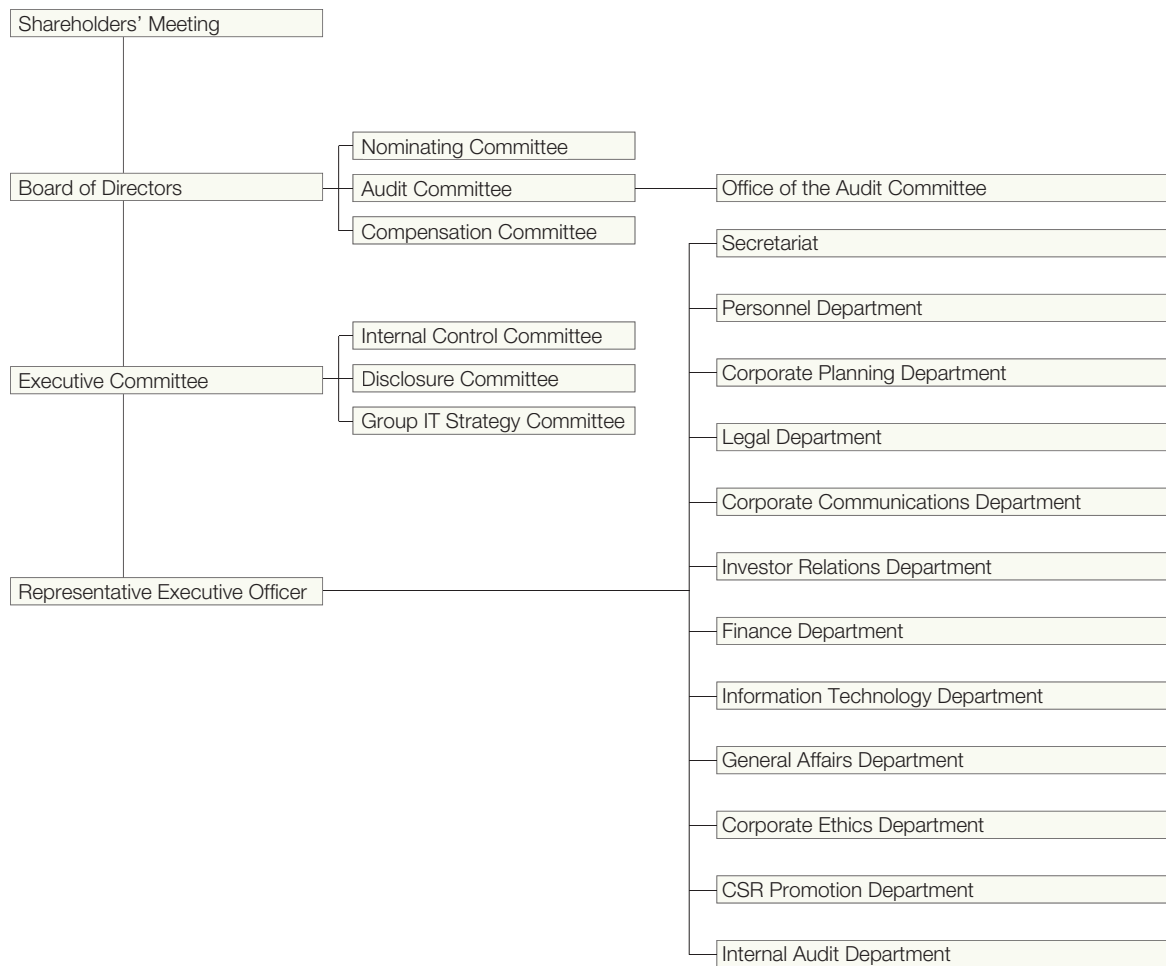 Shareholders’ Meeting
Nominating Committee
Board of Directors
Audit Committee
Office of the Audit Committee
Compensation Committee
Secretariat
Personnel Department
Internal Control Committee
Executive Committee
Disclosure Committee
Corporate Planning Department
Group IT Strategy Committee
Legal Department
Corporate Communications Department
Investor Relations Department
Representative Executive Officer
Finance Department
Information Technology Department
General Affairs Department
Corporate Ethics Department
CSR Promotion Department
Internal Audit Department